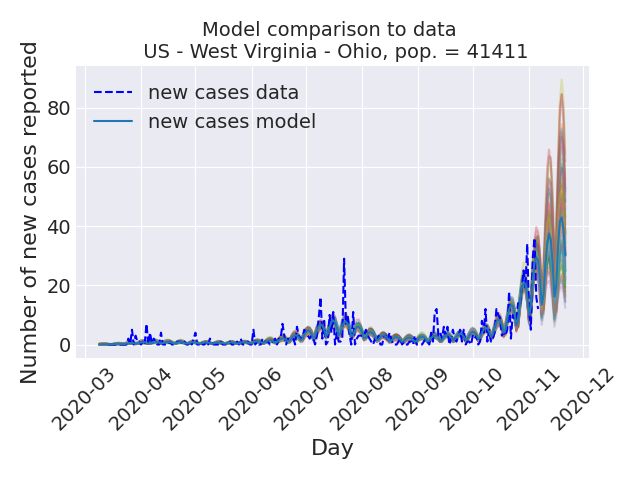 Model comparison to data
US - West Virginia - Ohio, pop. = 41411
new cases data
new cases model
Number of new cases reported
80
60
40
20
0
2020-03
2020-04
2020-05
2020-06
2020-07
2020-08
2020-09
2020-10
2020-11
2020-12
Day